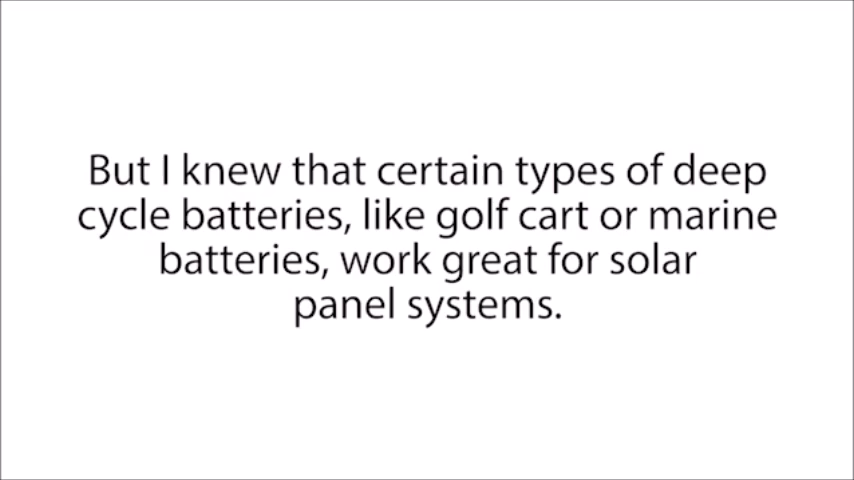 But I knew that certain types of deep
cycle batteries, like golf cart or marine
batteries, work great for solar
panel systems.